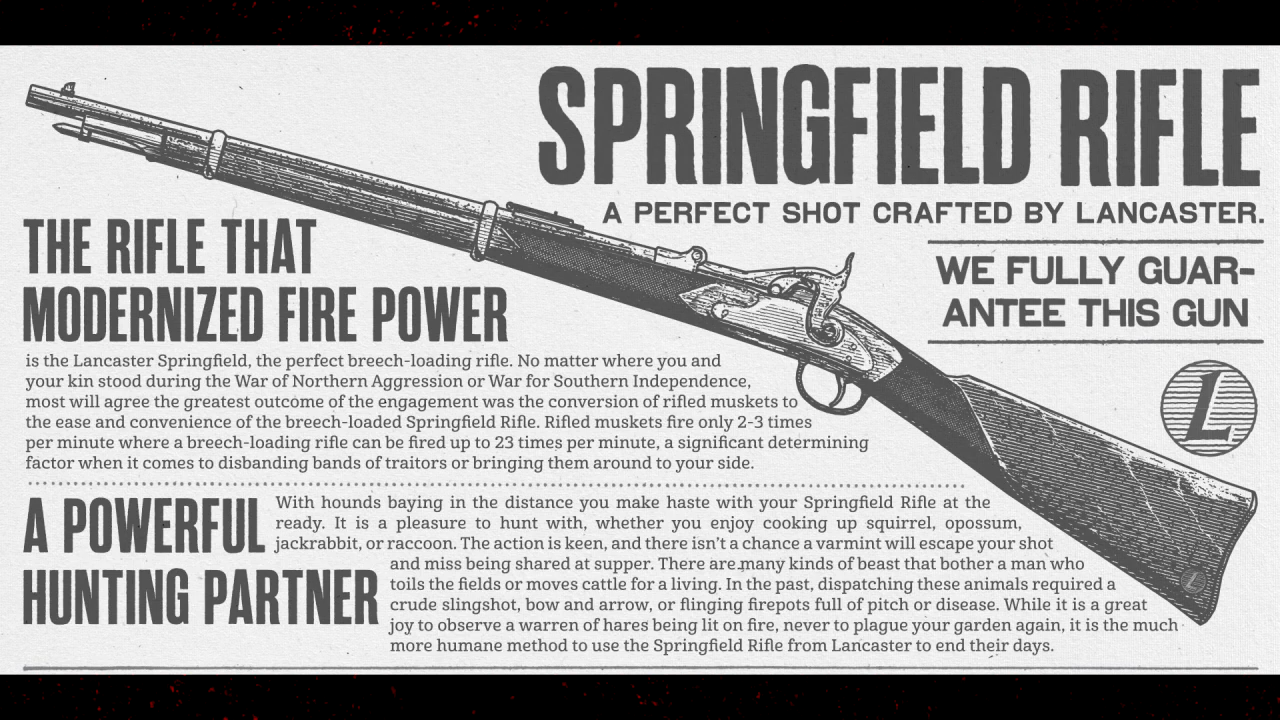 SPRINGFIELD RIFLE
A PERFECT SHOT CRAFTED BY LANCASTER.
WE FULLY GUAR-
ANTEE THIS GUN
L
THE RIFLE THAT
MODERNIZED FIRE POWER
is the Lancaster Springfield, the perfect breech-loading rifle. No matter where you and
your kin stood during the War of Northern Aggression or War for Southern Independence,
most will agree the greatest outcome of the engagement was the conversion of rifled muskets to
the ease and convenience of the breech-loaded Springfield Rifle. Rifled muskets fire only 2-3 times
per minute where a breech-loading rifle can be fired up to 23 times per minute, a significant determining
factor when it comes to disbanding bands of traitors or bringing them around to your side.
A POWERFUL
HUNTING PARTNER
With hounds baying in the distance you make haste with your Springfield Rifle at the
ready. It is a pleasure to hunt with, whether you enjoy cooking up squirrel, opossum,
jackrabbit, or raccoon. The action is keen, and there isn't a chance a varmint will escape your shot
and miss being shared at supper. There are many kinds of beast that bother a man who
toils the fields or moves cattle for a living. In the past, dispatching these animals required a
crude slingshot, bow and arrow, or flinging firepots full of pitch or disease. While it is a great
joy to observe a warren of hares being lit on fire, never to plague your garden again, it is the much
more humane method to use the Springfield Rifle from Lancaster to end their days.
L